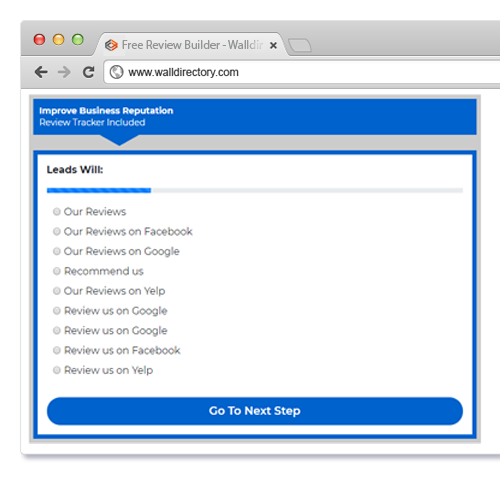 Free Review Builder - Walldir
www.walldirectory.com
Improve Business Reputation
Review Tracker Included
Leads Will:
Our Reviews
Our Reviews on Facebook
Our Reviews on Google
Recommend us
Our Reviews on Yelp
Review us on Google
Review us on Google
Review us on Facebook
Review us on Yelp
Go To Next Step